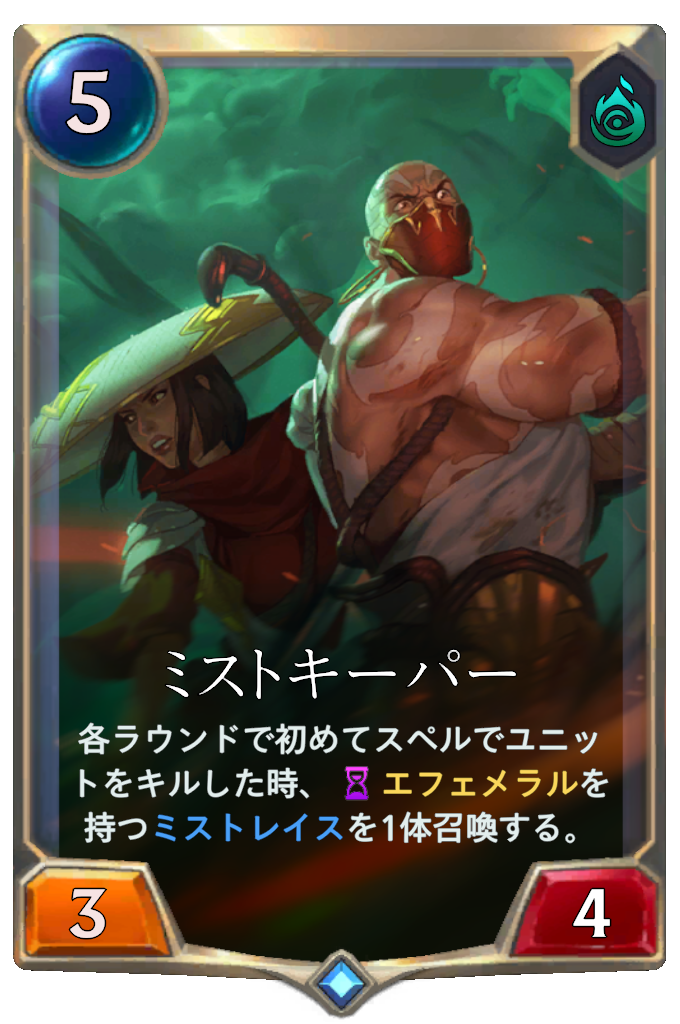 5
ミストキーパー
各ラウンドで初めてスペルでユニッ
トをキルした時、エフェメラルを
持つミストレイスを1体召喚する。
3
4